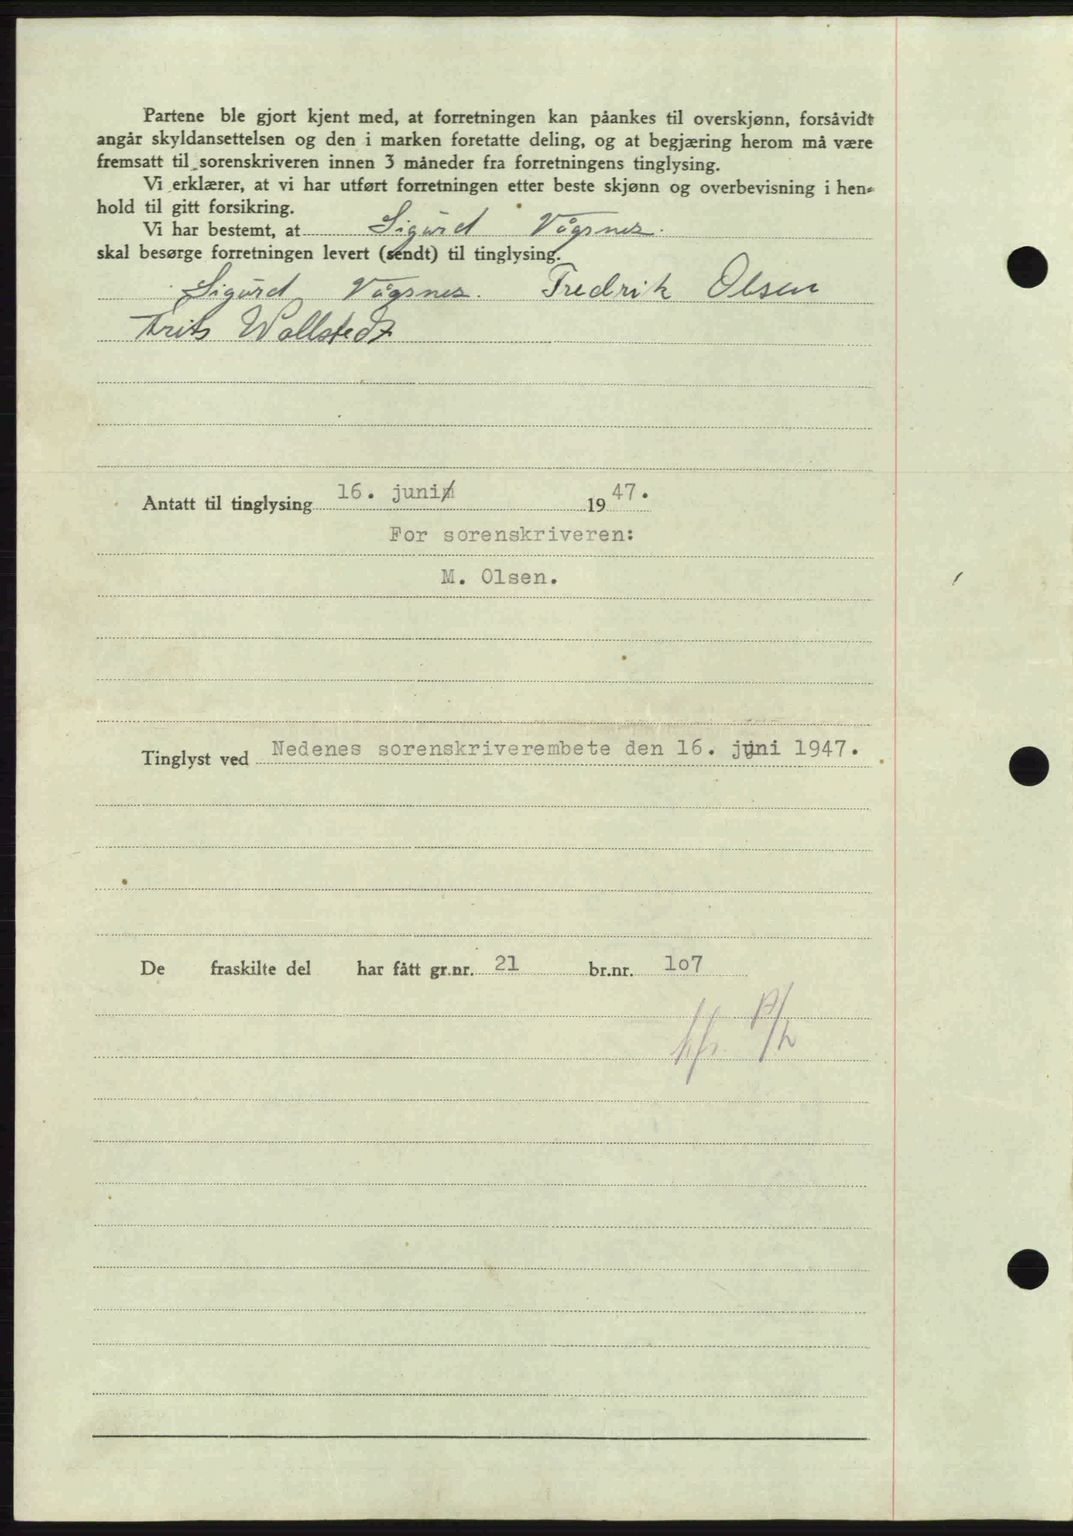 Partene ble gjort kjent med, at forretningen kan påankes til overskjønn, forsåvidt
angår skyldansettelsen og den i marken foretatte deling, og at begjæring herom må være
fremsatt til sorenskriveren innen 3 måneder fra forretningens tinglysing.
Vi erklærer, at vi har utført forretningen etter beste skjønn og overbevisning i hen-
hold til gitt forsikring.
Vi har bestemt, at Sigurd Vågsnes.
skal besørge forretningen levert (sendt) til tinglysing.
Sigurd Vågsnes. Fredrik Olsen
Frits Wallstedt
Antatt til tinglysing 16. juni 1947.
For sorenskriveren:
M. Olsen.
Tinglyst ved Nedenes sorenskriverembete den 16. juni 1947.
De fraskilte del har fått gr.nr. 21 br.nr. 107